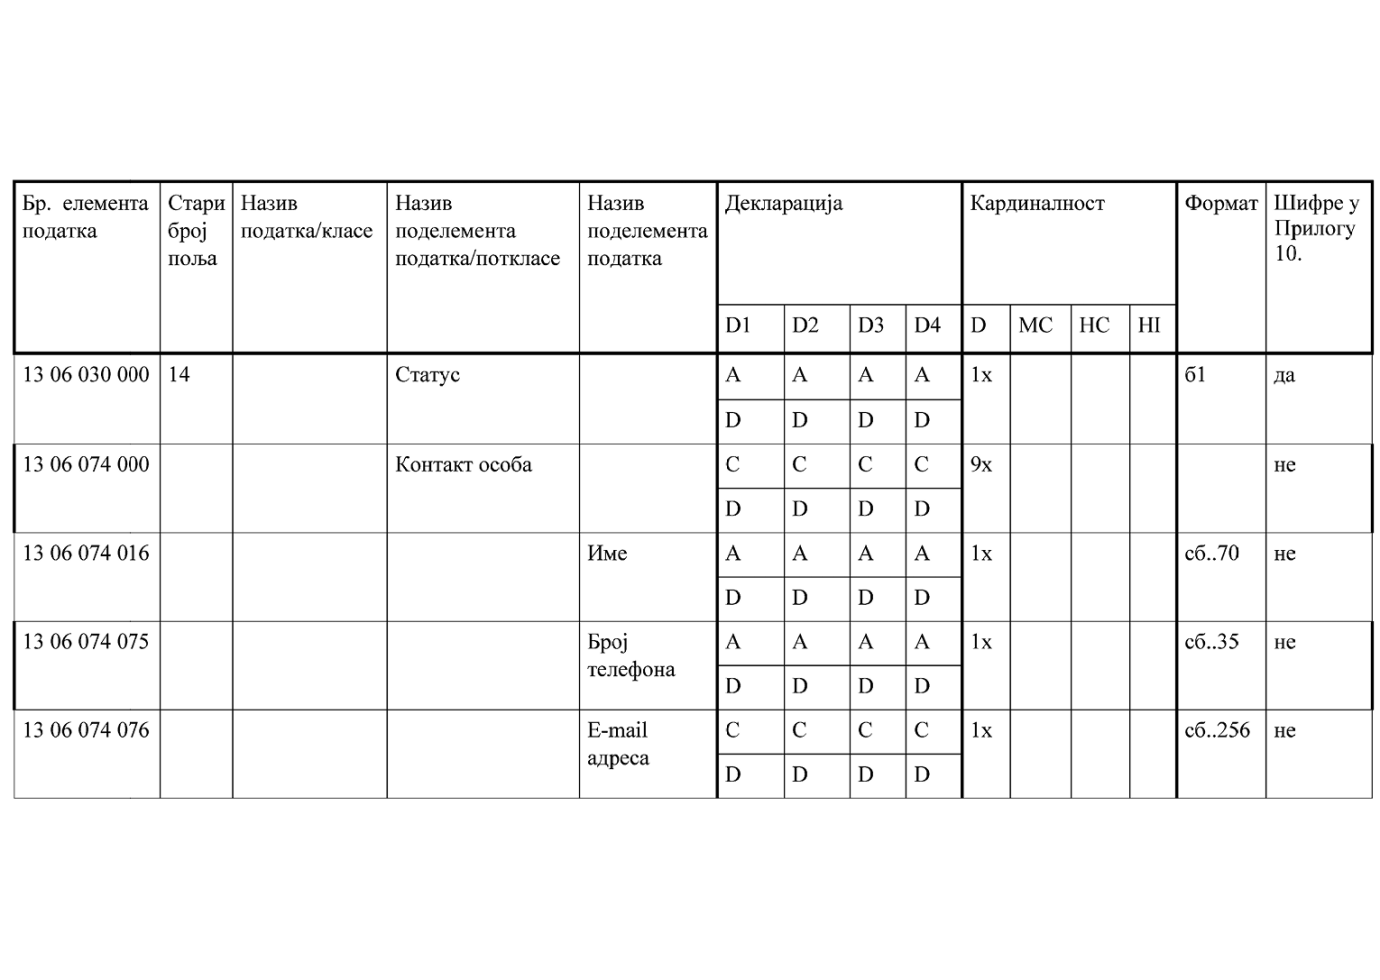 Бр. елемента податка
Стари број поља
Назив податка/класе
Назив поделемента податка/поткласе
Назив поделемента податка
Декларација
Кардиналност
Формат
Шифре у Прилогу 10.
D1 D2 D3 D4 D MC HC HI
13 06 030 000 14 Статус A A A A 1x б1 да
D D D D
13 06 074 000 Контакт особа C C C C 9x не
D D D D
13 06 074 016 Име A A A A 1x сб..70 не
D D D D
13 06 074 075 Број телефона A A A A 1x сб..35 не
D D D D
13 06 074 076 E-mail адреса C C C C 1x сб..256 не
D D D D